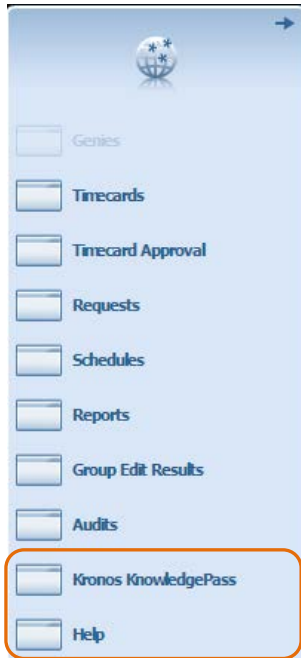 Genies
Timecards
Timecard Approval
Requests
Schedules
Reports
Group Edit Results
Audits
Kronos KnowledgePass
Help